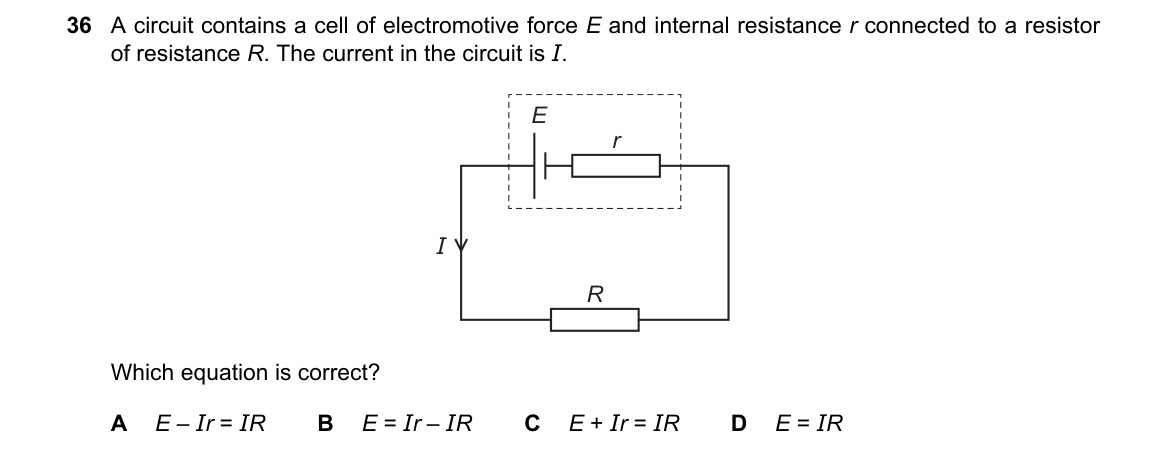 36 A circuit contains a cell of electromotive force E and internal resistance r connected to a resistor
of resistance R. The current in the circuit is I.
E
r
I
R
Which equation is correct?
A E – Ir = IR B E = Ir – IR C E + Ir = IR D E = IR